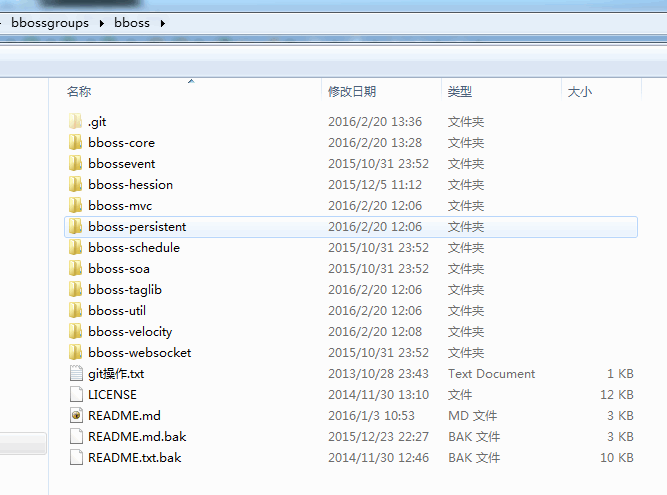 bbossgroups bboss
名称 修改日期 类型 大小
.git 2016/2/20 13:36 文件夹
bboss-core 2016/2/20 13:28 文件夹
bbossevent 2015/10/31 23:52 文件夹
bboss-hession 2015/12/5 11:12 文件夹
bboss-mvc 2016/2/20 12:06 文件夹
bboss-persistent 2016/2/20 12:06 文件夹
bboss-schedule 2015/10/31 23:52 文件夹
bboss-soa 2015/10/31 23:52 文件夹
bboss-taglib 2016/2/20 12:06 文件夹
bboss-util 2016/2/20 12:06 文件夹
bboss-velocity 2016/2/20 12:08 文件夹
bboss-websocket 2015/10/31 23:52 文件夹
git操作.txt 2013/10/28 23:43 Text Document 1 KB
LICENSE 2014/11/30 13:10 文件 12 KB
README.md 2016/1/3 10:53 MD 文件 3 KB
README.md.bak 2015/12/23 22:27 BAK 文件 3 KB
README.txt.bak 2014/11/30 12:46 BAK 文件 10 KB